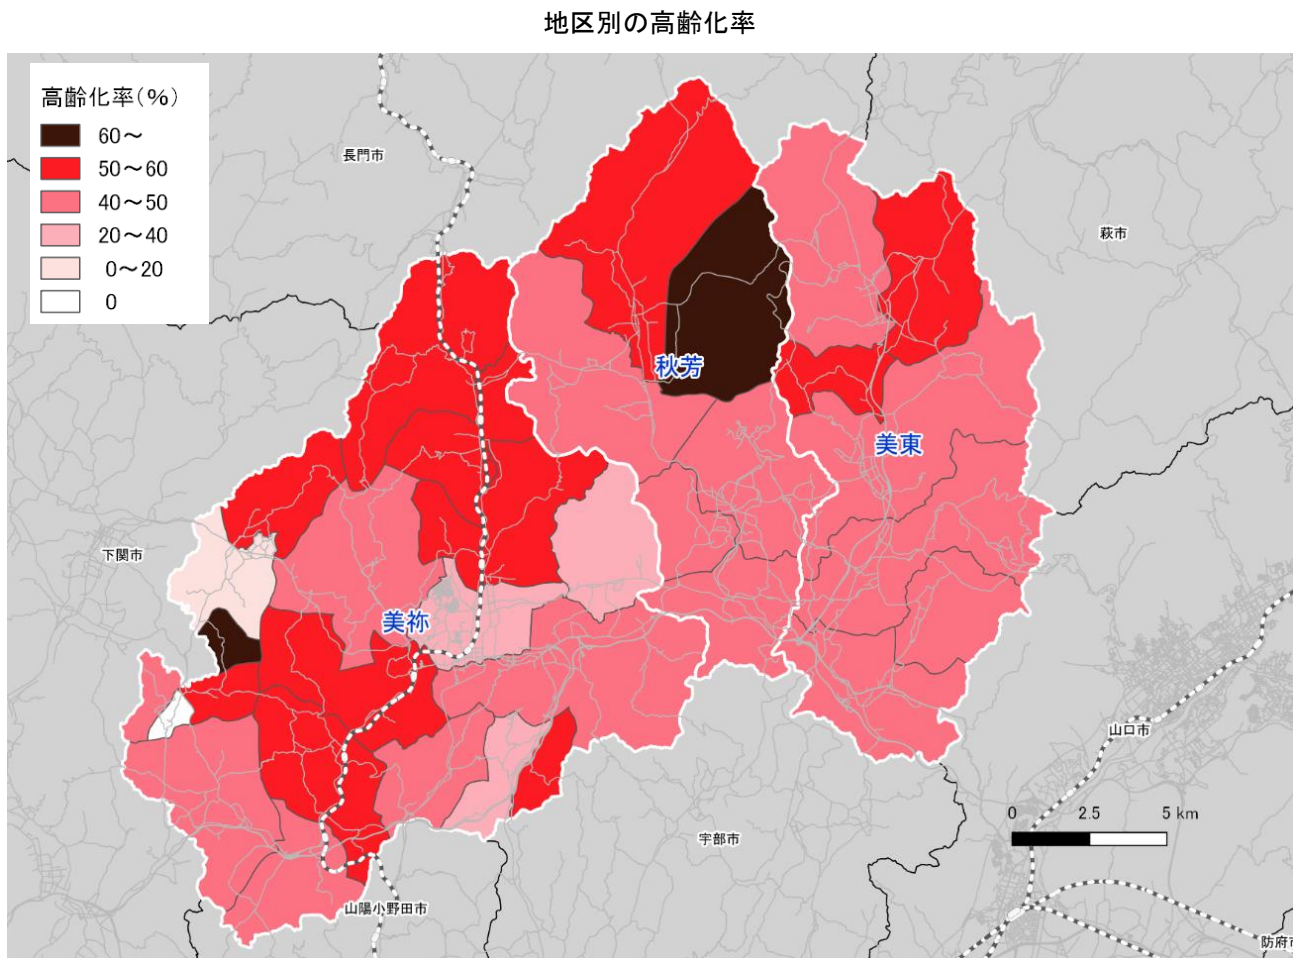 地区別の高齢化率
高齢化率(%)
60～
50～60
40～50
20～40
0～20
0
長門市
萩市
秋芳
美東
下関市
美祢
山口市
0 2.5 5 km
宇部市
山陽小野田市
防府市